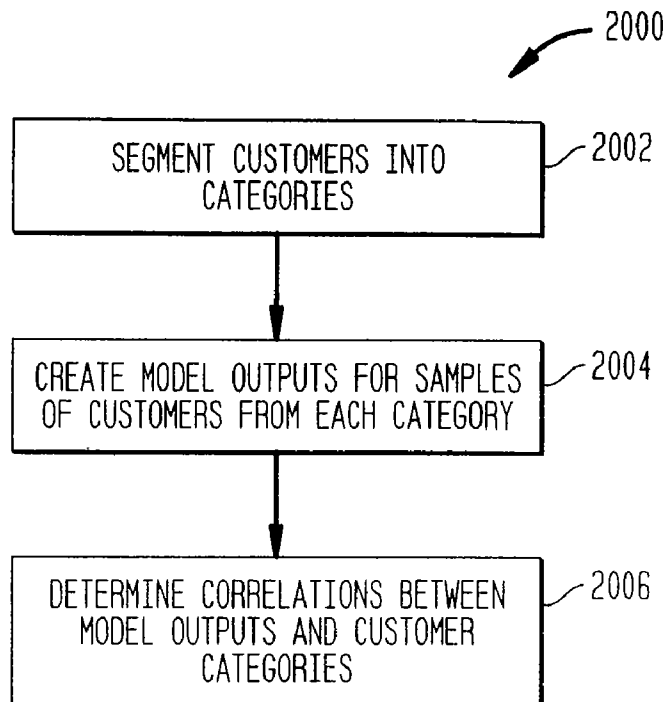 2000
SEGMENT CUSTOMERS INTO
CATEGORIES
2002
CREATE MODEL OUTPUTS FOR SAMPLES
OF CUSTOMERS FROM EACH CATEGORY
2004
DETERMINE CORRELATIONS BETWEEN
MODEL OUTPUTS AND CUSTOMER
CATEGORIES
2006